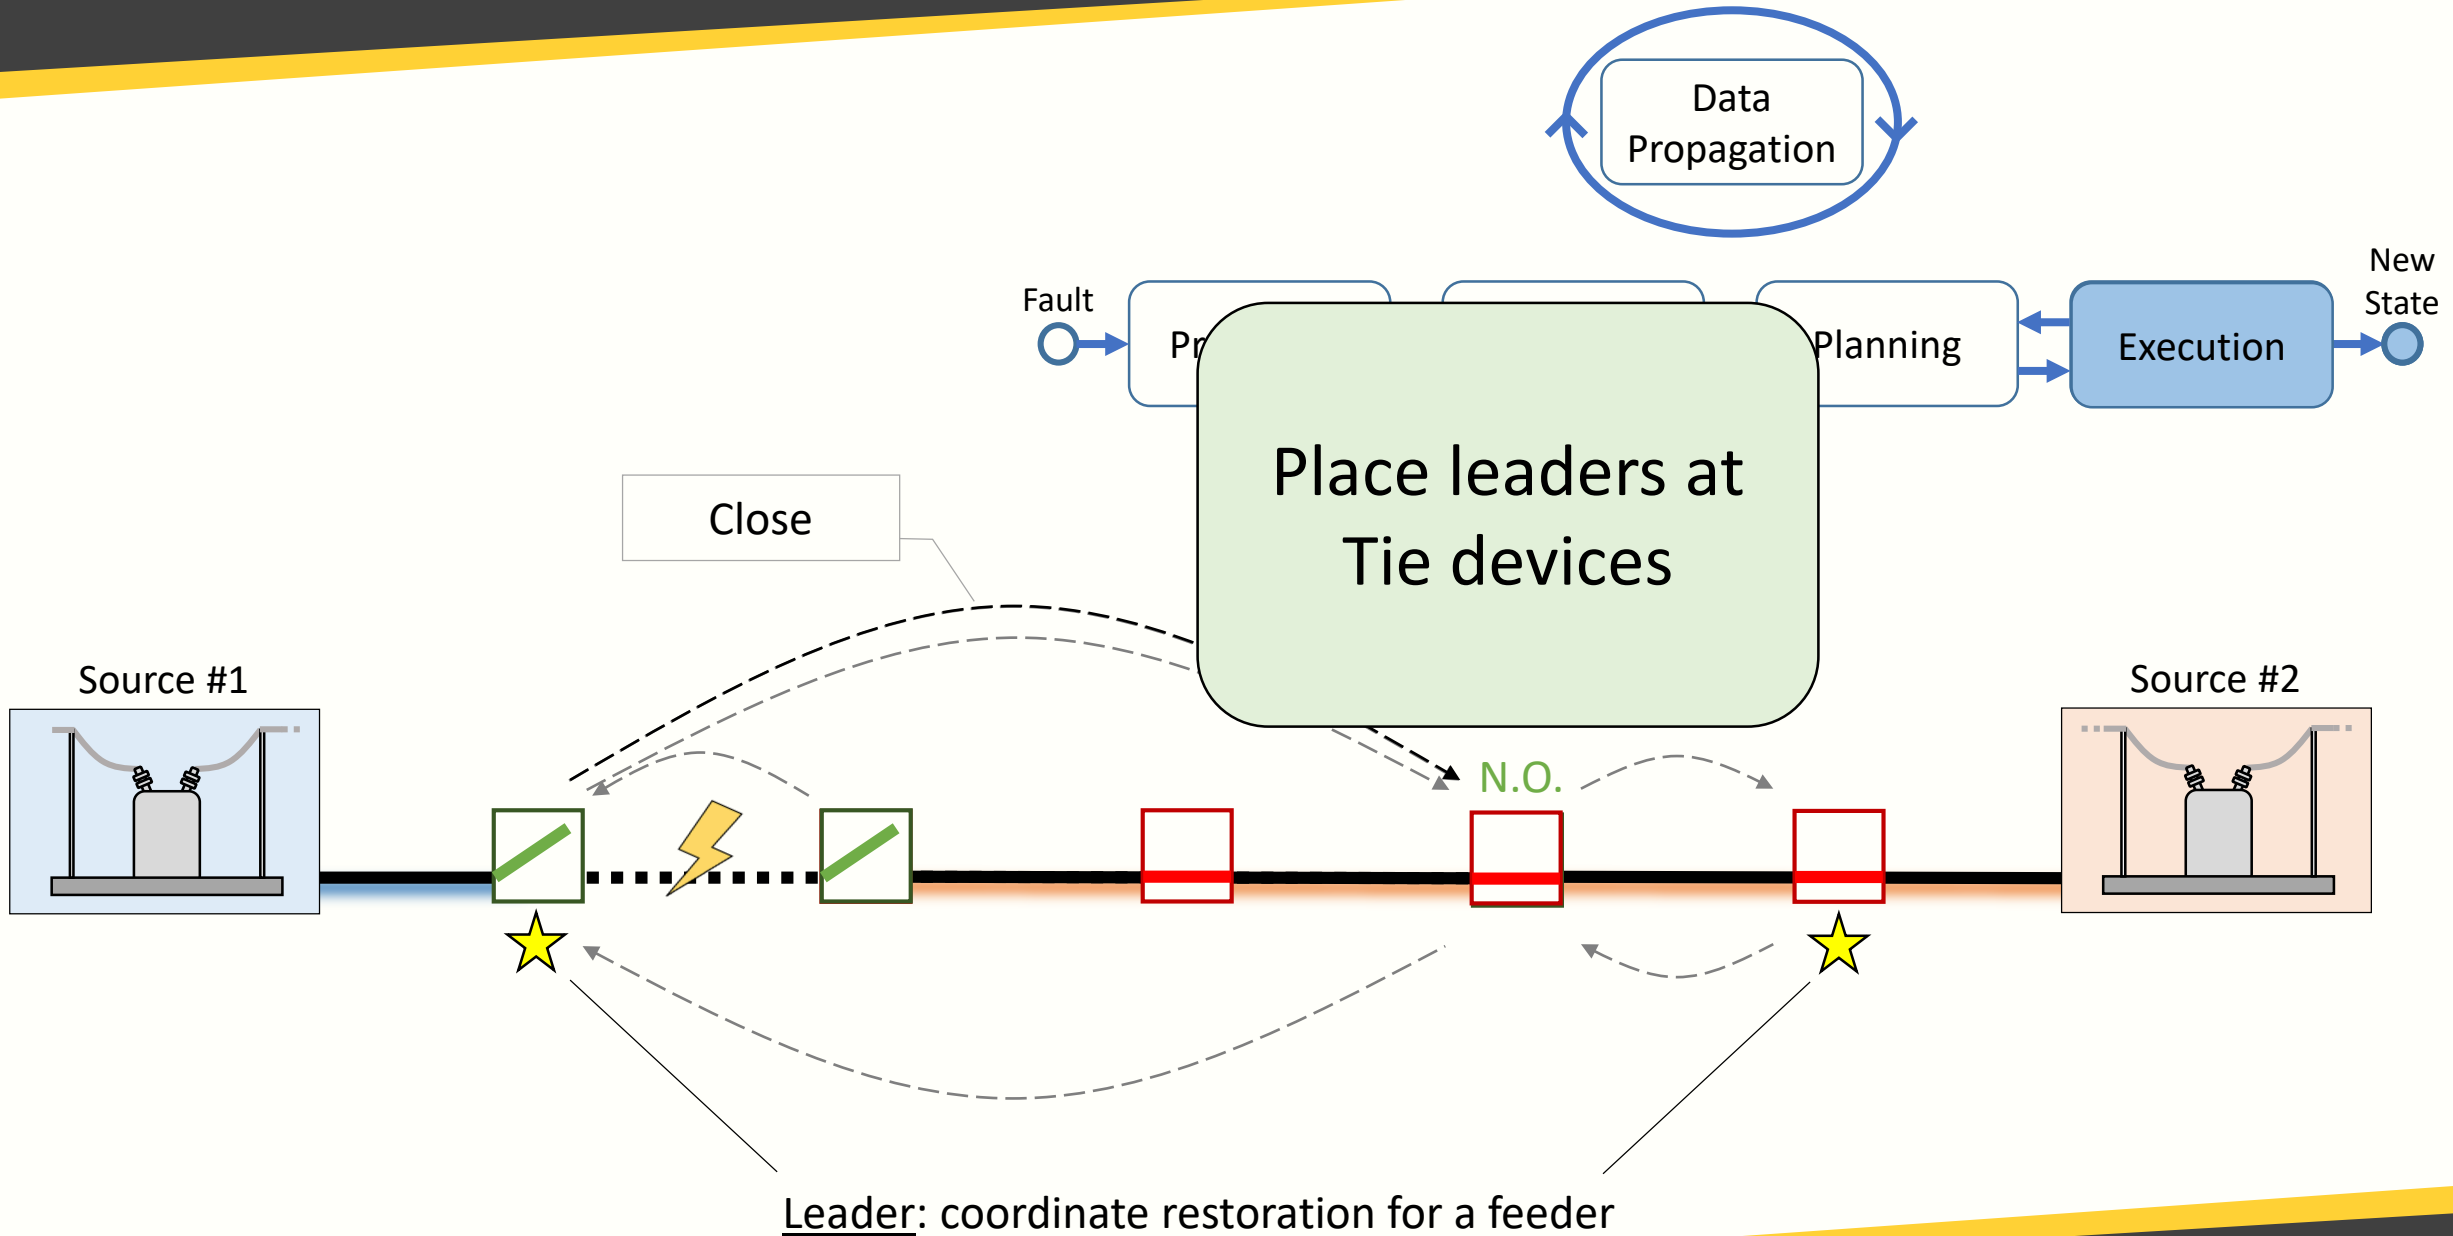 Data
Propagation
New
State
Fault
Planning
Execution
Place leaders at
Tie devices
Close
Source #1
Source #2
N.O.
Leader: coordinate restoration for a feeder